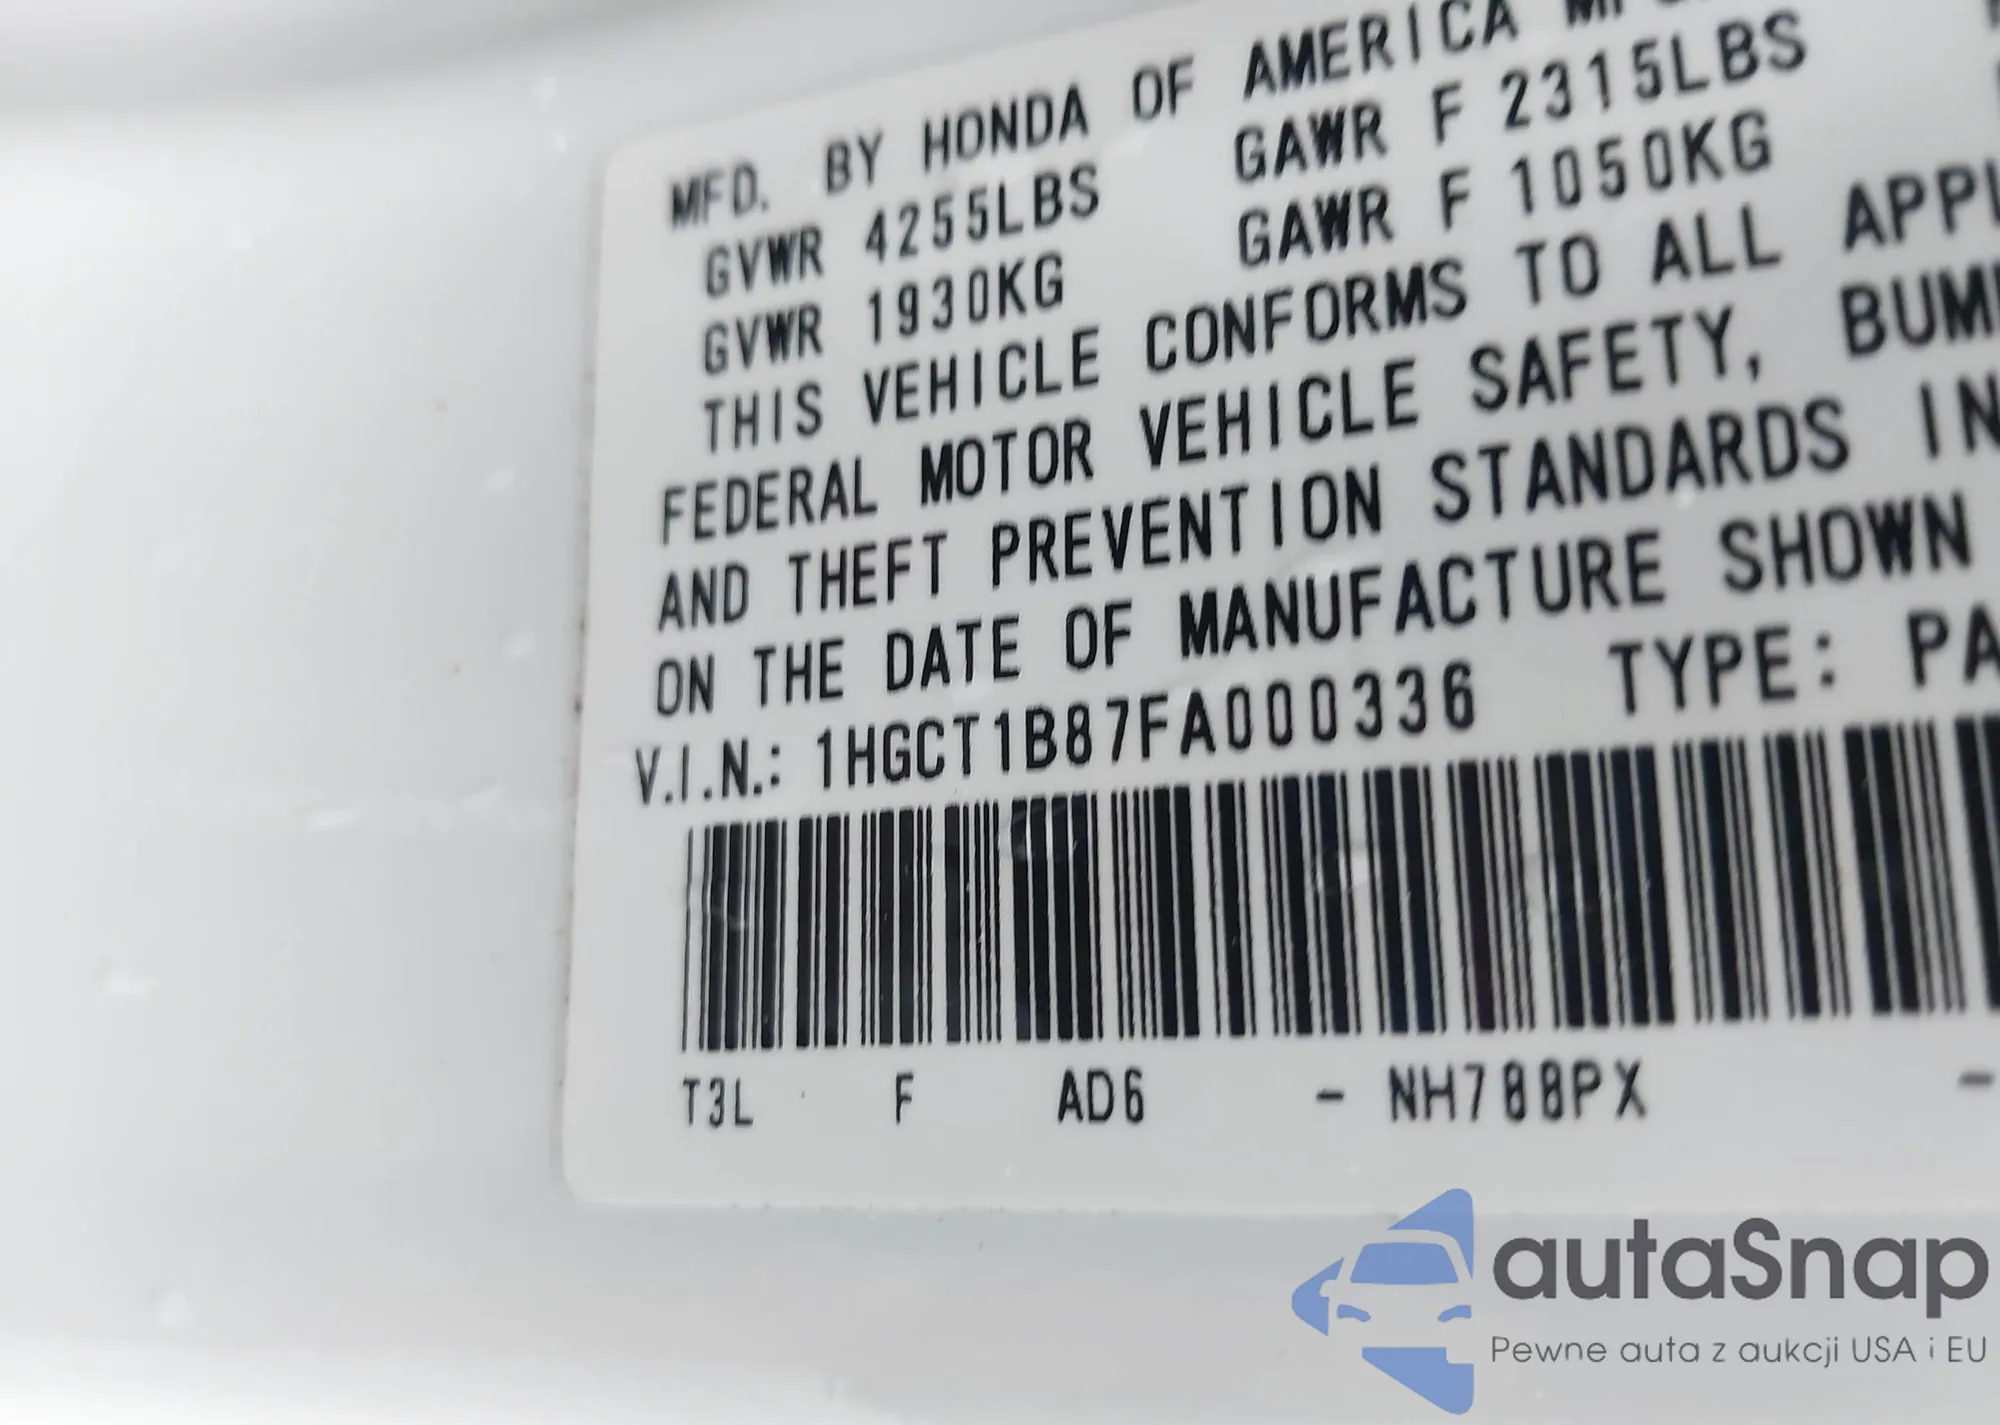 MFD. BY HONDA OF AMERICA
GVWR 4255LBS GAWR F 2315LBS
GVWR 1930KG GAWR F 1050KG
THIS VEHICLE CONFORMS TO ALL
FEDERAL MOTOR VEHICLE SAFETY,
AND THEFT PREVENTION STANDARDS IN
ON THE DATE OF MANUFACTURE SHOWN
V.I.N.: 1HGCT1B87FA000336 TYPE: PA
T3L F AD6 - NH788PX -
autaSnap
Pewne auta z aukcji USA i EU